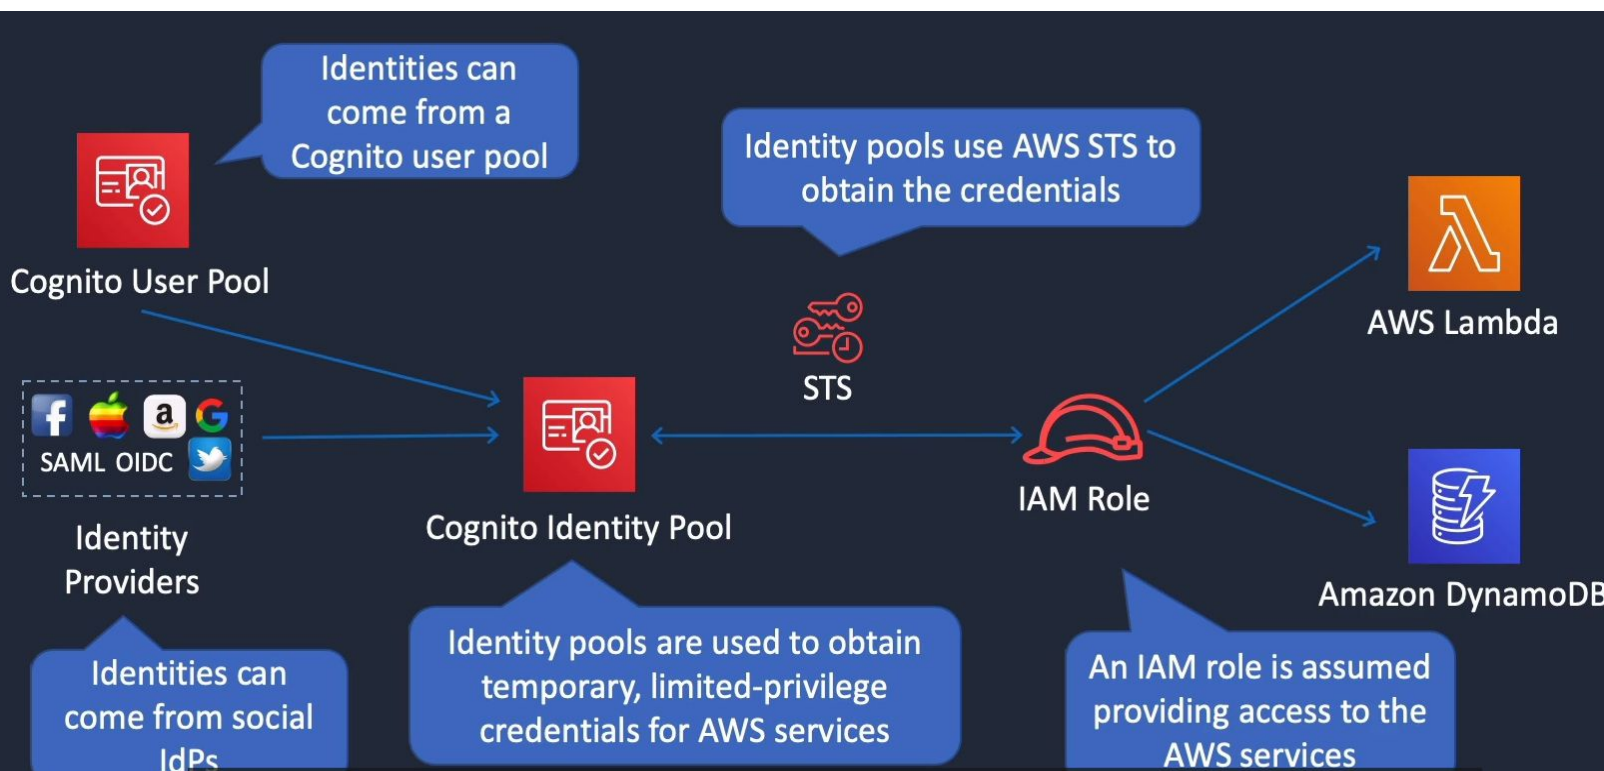 Identities can
come from a
Cognito user pool
Cognito User Pool
Identity pools use AWS STS to
obtain the credentials
STS
AWS Lambda
f
a
G
SAML OIDC
Identity
Providers
Cognito Identity Pool
IAM Role
Amazon DynamoDB
Identities can
come from social
IdPs
Identity pools are used to obtain
temporary, limited-privilege
credentials for AWS services
An IAM role is assumed
providing access to the
AWS services